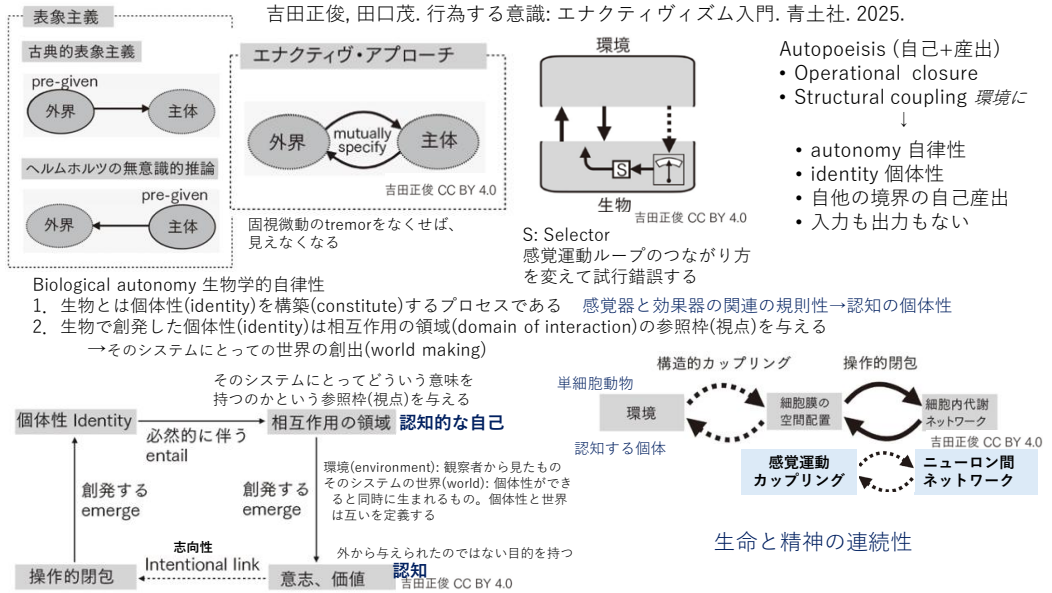 吉田正俊, 田口茂. 行為する意識: エナクティヴィズム入門. 青土社. 2025.
表象主義
古典的表象主義
pre-given
外界
主体
ヘルムホルツの無意識的推論
pre-given
外界
主体
エナクティヴ・アプローチ
外界
mutually
specify
主体
吉田正俊 CC BY 4.0
固視微動のtremorをなくせば、
見えなくなる
環境
S
生物
吉田正俊 CC BY 4.0
S: Selector
感覚運動ループのつながり方
を変えて試行錯誤する
Autopoeisis (自己+産出)
• Operational closure
• Structural coupling 環境に
↓
• autonomy 自律性
• identity 個体性
• 自他の境界の自己産出
• 入力も出力もない
Biological autonomy 生物学的自律性
1. 生物とは個体性(identity)を構築(constitute)するプロセスである 感覚器と効果器の関連の規則性→認知の個体性
2. 生物で創発した個体性(identity)は相互作用の領域(domain of interaction)の参照枠(視点)を与える
→そのシステムにとっての世界の創出(world making)
そのシステムにとってどういう意味を
持つのかという参照枠(視点)を与える
個体性 Identity
必然的に伴う
entail
相互作用の領域 認知的な自己
環境(environment): 観察者から見たもの
そのシステムの世界(world): 個体性ができ
ると同時に生まれるもの。個体性と世界
は互いを定義する
創発する
emerge
創発する
emerge
外から与えられたのではない目的を持つ
志向性
Intentional link
操作的閉包
意志、価値
認知
吉田正俊 CC BY 4.0
構造的カップリング
操作的閉包
単細胞動物
環境
細胞膜の
空間配置
細胞内代謝
ネットワーク
吉田正俊 CC BY 4.0
認知する個体
感覚運動
カップリング
ニューロン間
ネットワーク
生命と精神の連続性